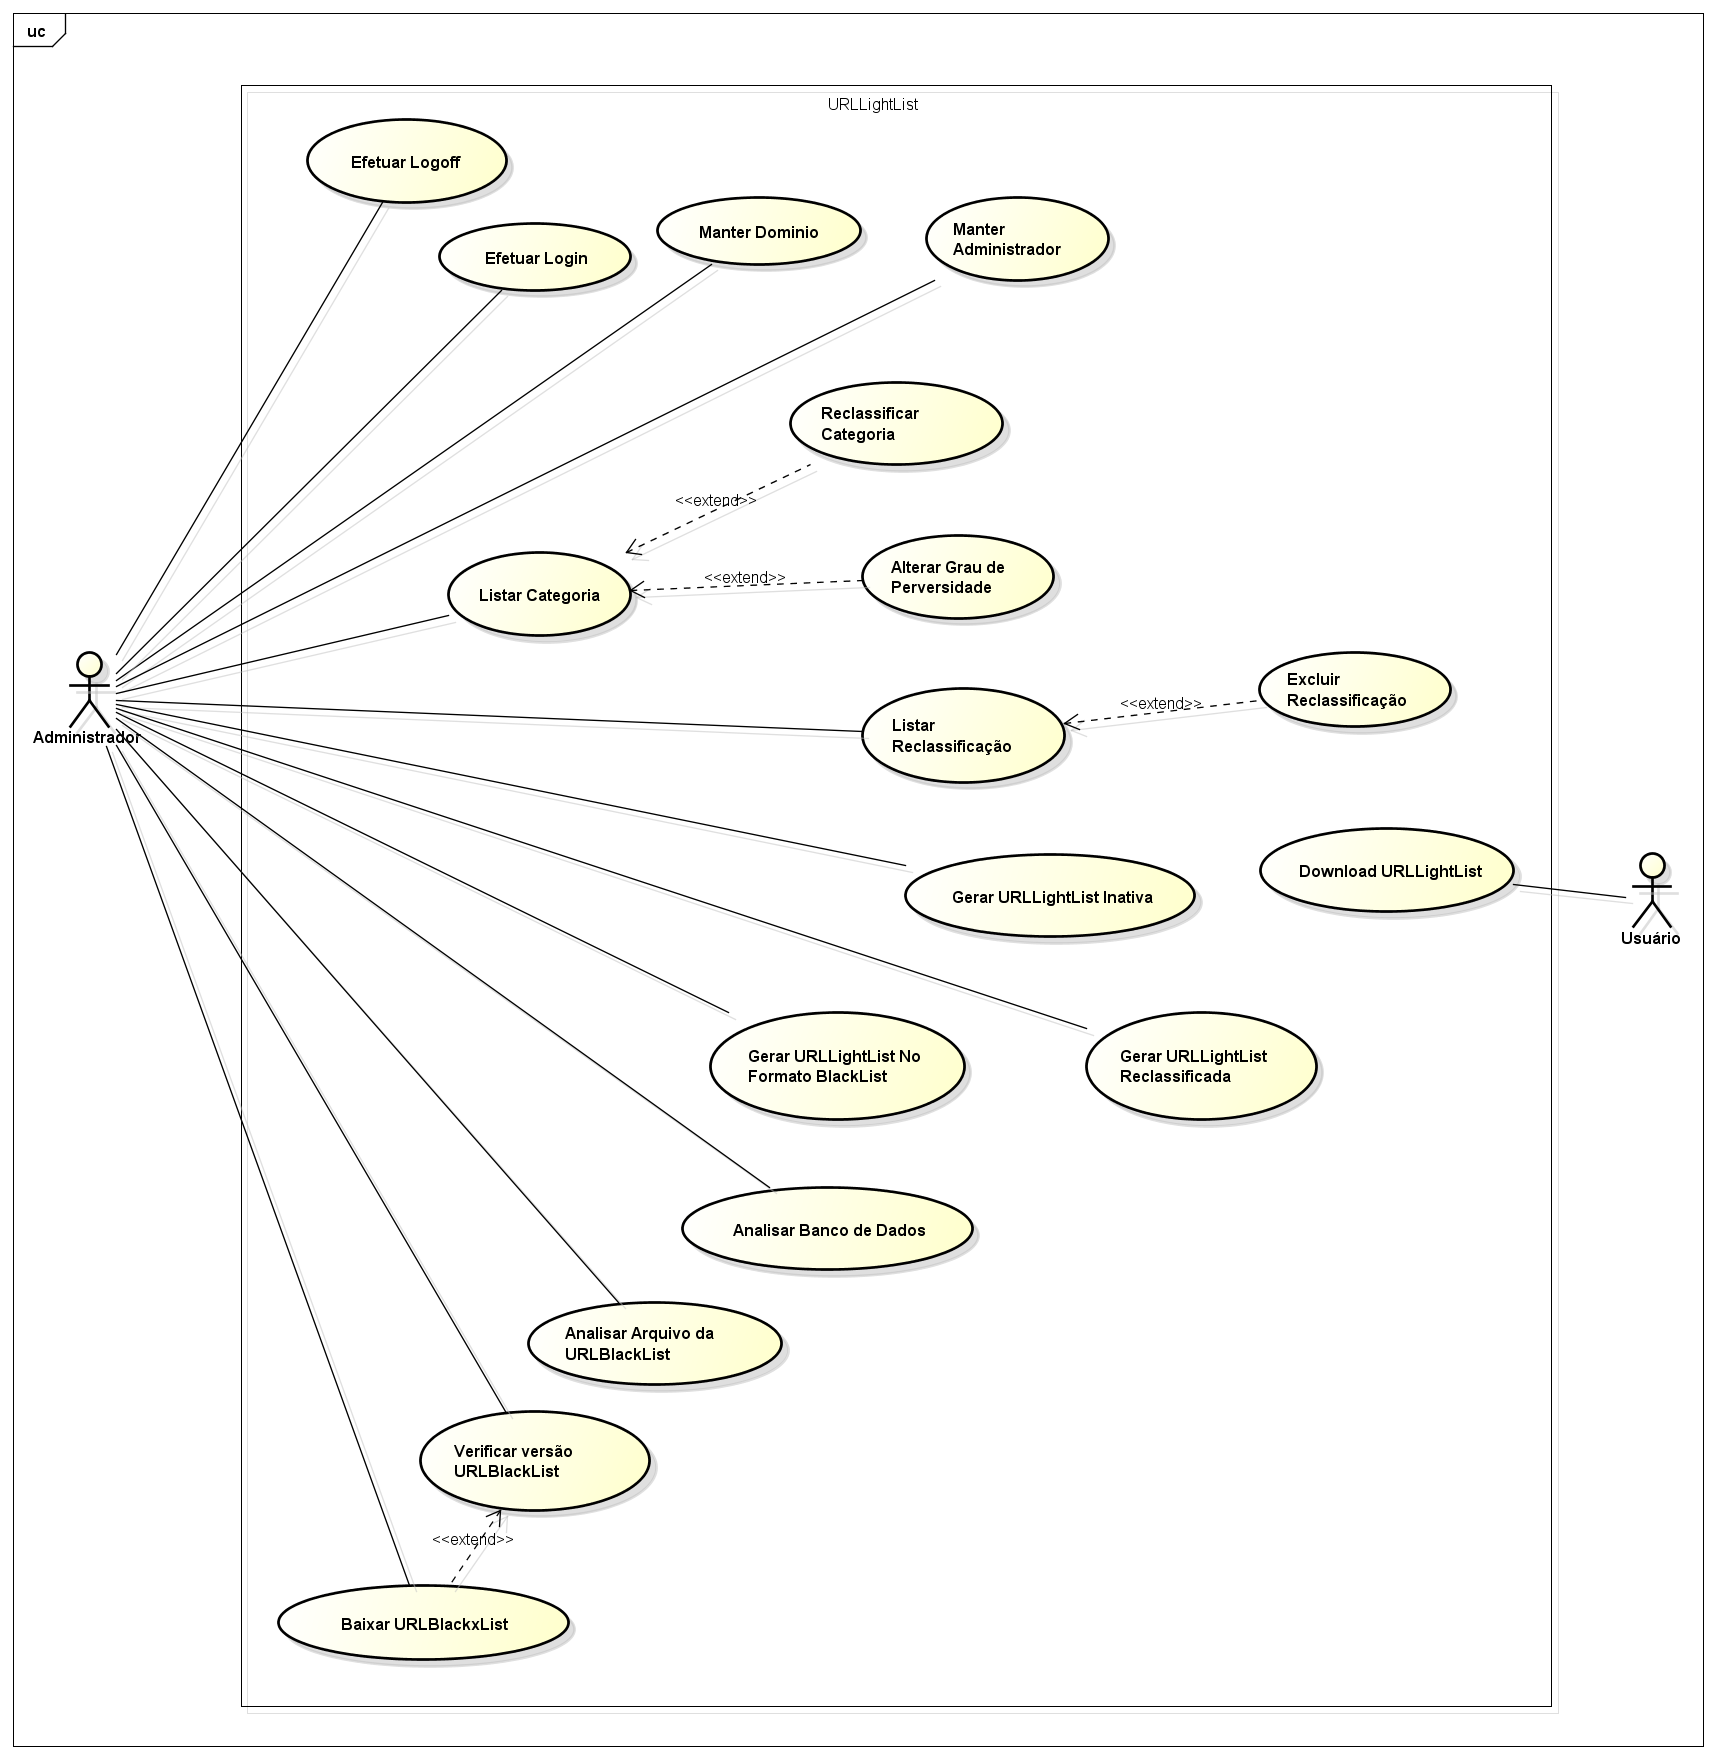 uc
URLLightList
Efetuar Logoff
Efetuar Login
Manter Dominio
Manter
Administrador
Reclassificar
Categoria
<<extend>>
Listar Categoria
<<extend>>
Alterar Grau de
Perversidade
Administrador
Listar
Reclassificação
<<extend>>
Excluir
Reclassificação
Gerar URLLightList Inativa
Download URLLightList
Usuário
Gerar URLLightList No
Formato BlackList
Gerar URLLightList
Reclassificada
Analisar Banco de Dados
Analisar Arquivo da
URLBlackList
Verificar versão
URLBlackList
<<extend>>
Baixar URLBlackxList